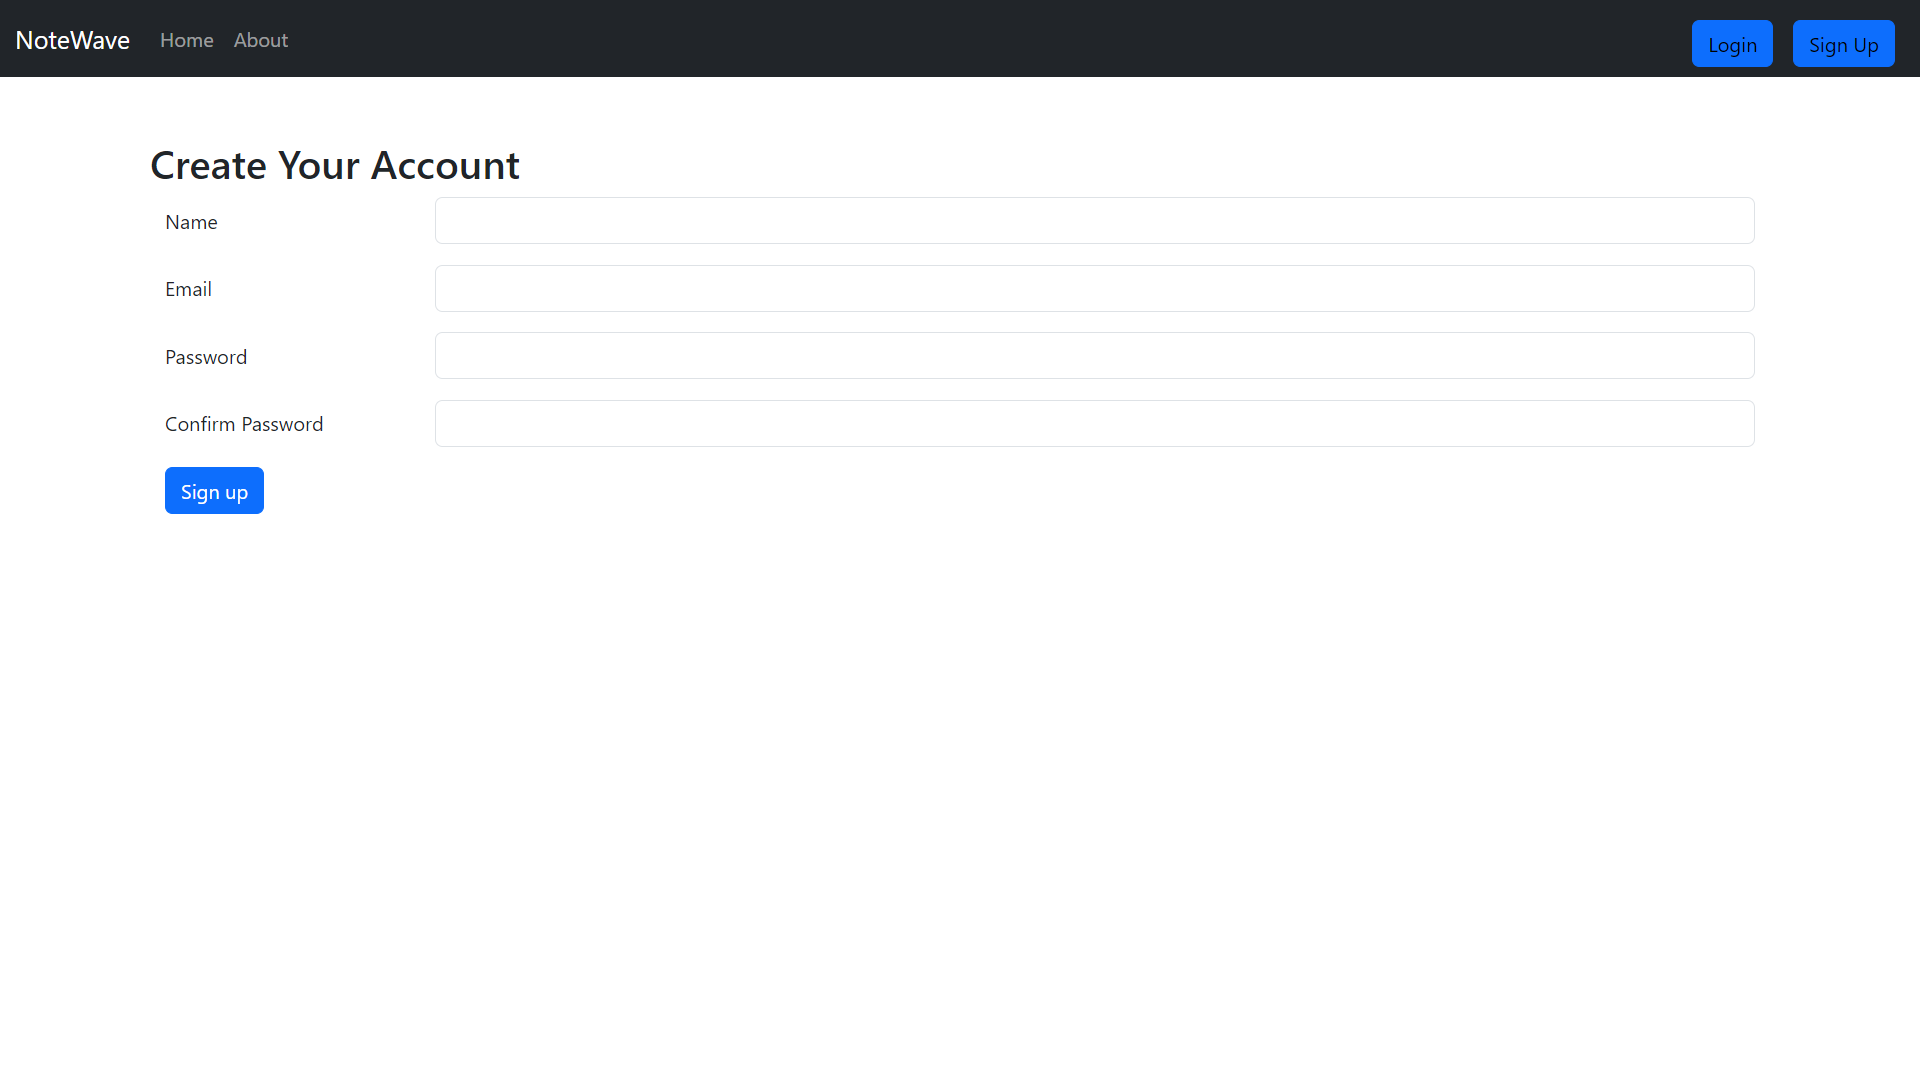 NoteWave Home About Login Sign Up
Create Your Account
Name
Email
Password
Confirm Password
Sign up